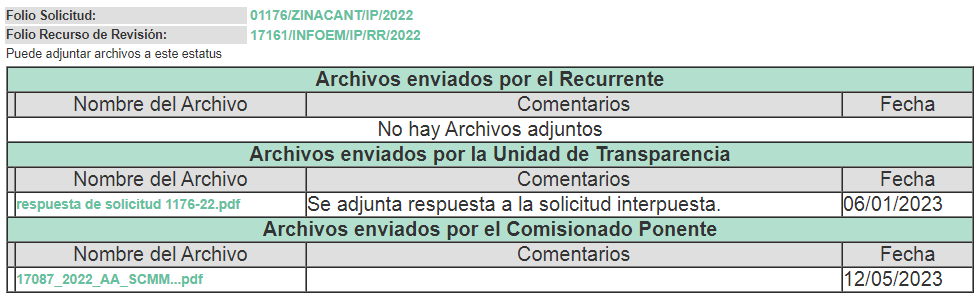 Folio Solicitud: 01176/ZINACANT/IP/2022
Folio Recurso de Revisión: 17161/INFOEM/IP/RR/2022
Puede adjuntar archivos a este estatus
Archivos enviados por el Recurrente
Nombre del Archivo Comentarios Fecha
No hay Archivos adjuntos
Archivos enviados por la Unidad de Transparencia
Nombre del Archivo Comentarios Fecha
respuesta de solicitud 1176-22.pdf Se adjunta respuesta a la solicitud interpuesta. 06/01/2023
Archivos enviados por el Comisionado Ponente
Nombre del Archivo Comentarios Fecha
17087_2022_AA_SCMM...pdf 12/05/2023